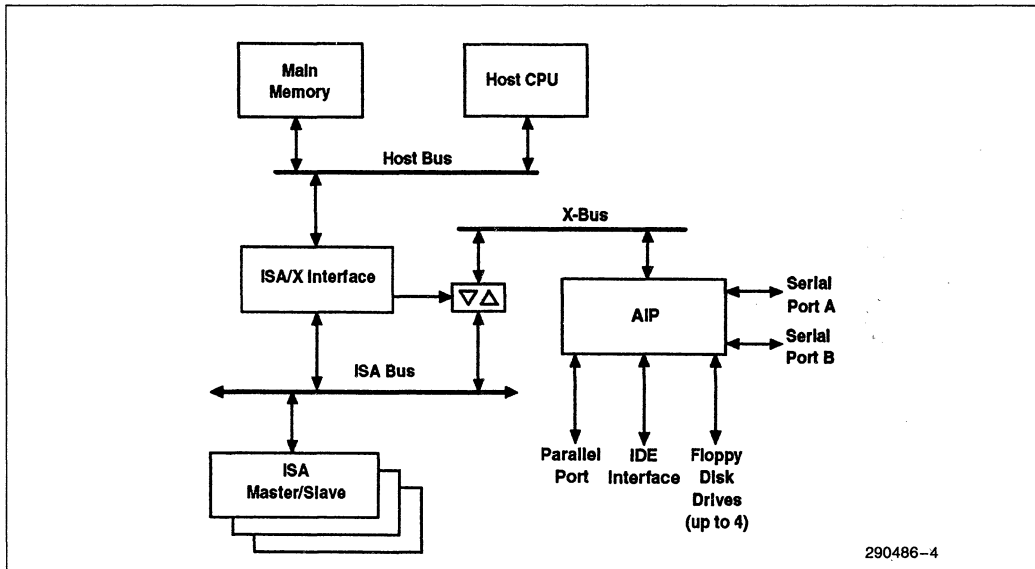 Main
Memory
Host CPU
Host Bus
X-Bus
ISA/X Interface
AIP
Serial
Port A
Serial
Port B
ISA Bus
ISA
Master/Slave
Parallel
Port
IDE
Interface
Floppy
Disk
Drives
(up to 4)
290486-4